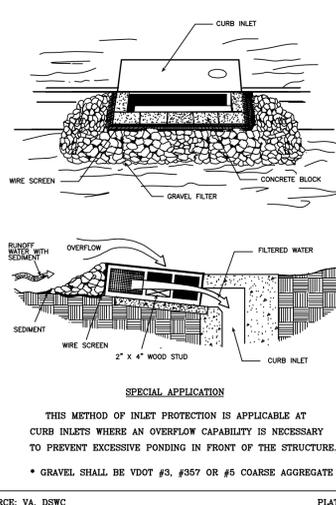 CURB INLET
WIRE SCREEN
CONCRETE BLOCK
GRAVEL FILTER
RUNOFF
WATER WITH
SEDIMENT
OVERFLOW
FILTERED WATER
SEDIMENT
WIRE SCREEN
2" X 4" WOOD STUD
CURB INLET
SPECIAL APPLICATION
THIS METHOD OF INLET PROTECTION IS APPLICABLE AT
CURB INLETS WHERE AN OVERFLOW CAPABILITY IS NECESSARY
TO PREVENT EXCESSIVE PONDING IN FRONT OF THE STRUCTURE.
* GRAVEL SHALL BE VDOT #3, #357 OR #5 COARSE AGGREGATE
RCE: VA. DSWC
PLAT